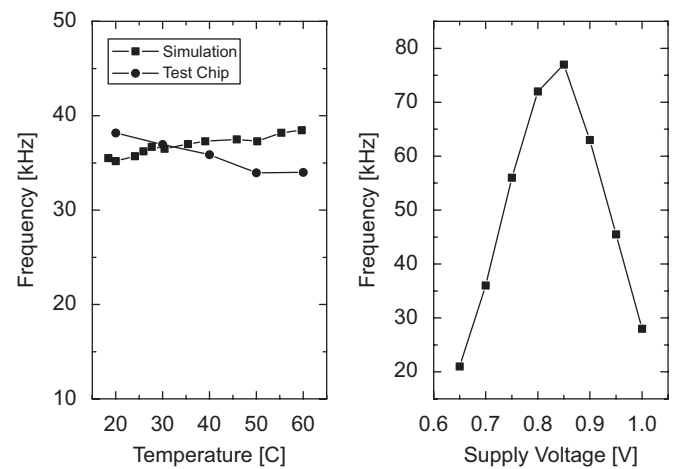 50
40
30
20
10
Frequency [kHz]
Simulation
Test Chip
20 30 40 50 60
Temperature [C]
80
70
60
50
40
30
20
Frequency [kHz]
0.6 0.7 0.8 0.9 1.0
Supply Voltage [V]